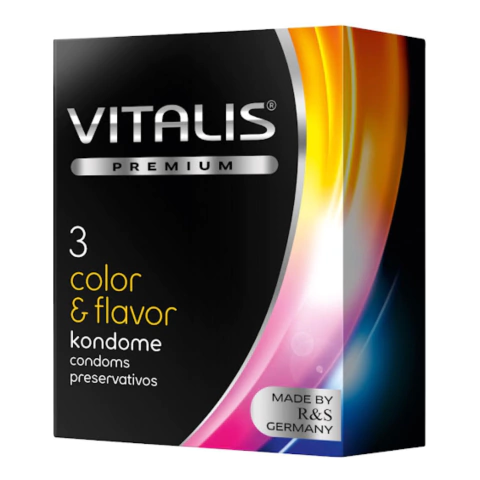 VITALIS®
PREMIUM
3
color
& flavor
kondome
condoms
preservativos
MADE BY
R&S
GERMANY